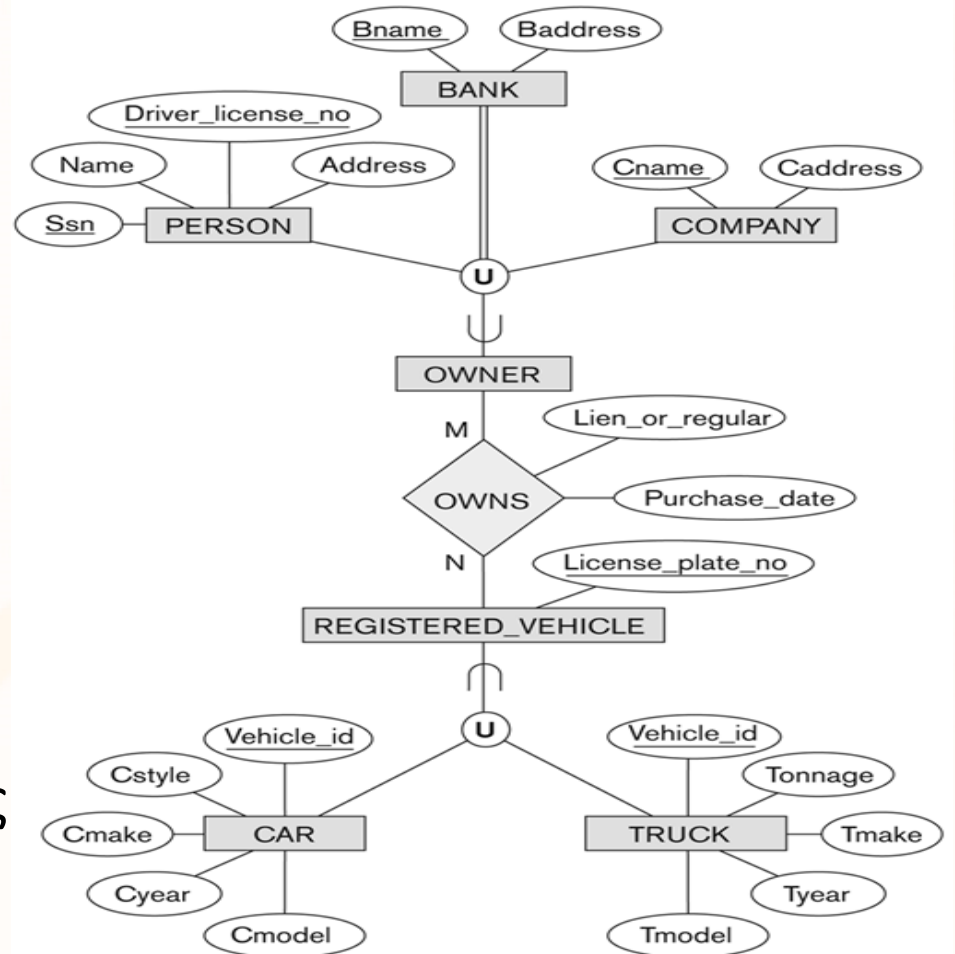 Bname Baddress
BANK
Driver_license_no
Name Address
Cname Caddress
Ssn PERSON COMPANY
U
OWNER
Lien_or_regular
M
OWNS Purchase_date
N License_plate_no
REGISTERED_VEHICLE
U
Vehicle_id Vehicle_id
Cstyle Tonnage
Cmake CAR TRUCK Tmake
Cyear Tyear
Cmodel Tmodel